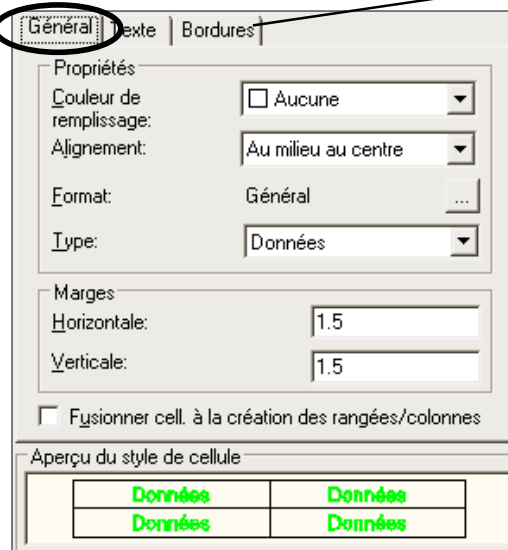 Général Texte Bordures
Propriétés
Couleur de
remplissage:
Aucune
Alignement: Au milieu au centre
Format: Général ...
Type: Données
Marges
Horizontale: 1.5
Verticale: 1.5
Fusionner cell. à la création des rangées/colonnes
Aperçu du style de cellule
Données Données
Données Données